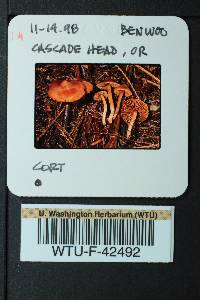 11-14-98 BENWOO
CASCADE HEAD, OR
CORT
U. Washington Herbarium (WTU)
WTU-F-42492